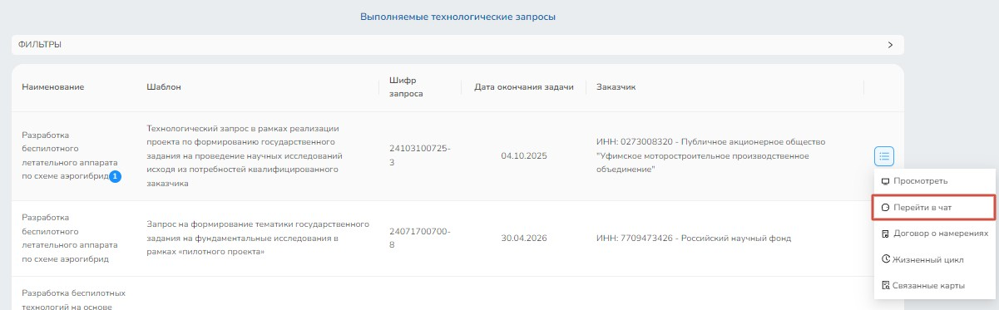 Выполняемые технологические запросы
ФИЛЬТРЫ
Наименование
Шаблон
Шифр
запроса
Дата окончания задачи
Заказчик
Разработка
беспилотного
летательного аппарата
по схеме аэрогибрид
1
Технологический запрос в рамках реализации
проекта по формированию государственного
задания на проведение научных исследований
исходя из потребностей квалифицированного
заказчика
24103100725-
3
04.10.2025
ИНН: 0273008320 - Публичное акционерное общество
"Уфимское моторостроительное производственное
объединение"
Просмотреть
Перейти в чат
Договор о намерениях
Жизненный цикл
Связанные карты
Разработка
беспилотного
летательного аппарата
по схеме аэрогибрид
Запрос на формирование тематики государственного
задания на фундаментальные исследования в
рамках «пилотного проекта»
24071700700-
8
30.04.2026
ИНН: 7709473426 - Российский научный фонд
Разработка беспилотных
технологий на основе